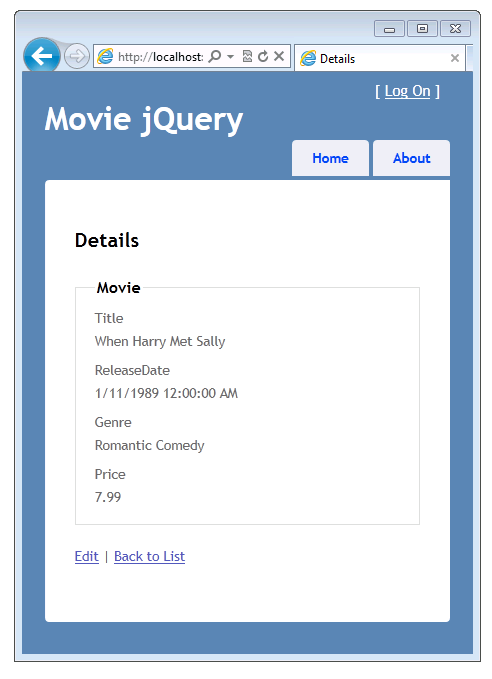 http://localhost:
Details
[ Log On ]
Movie jQuery
Home About
Details
Movie
Title
When Harry Met Sally
ReleaseDate
1/11/1989 12:00:00 AM
Genre
Romantic Comedy
Price
7.99
Edit | Back to List